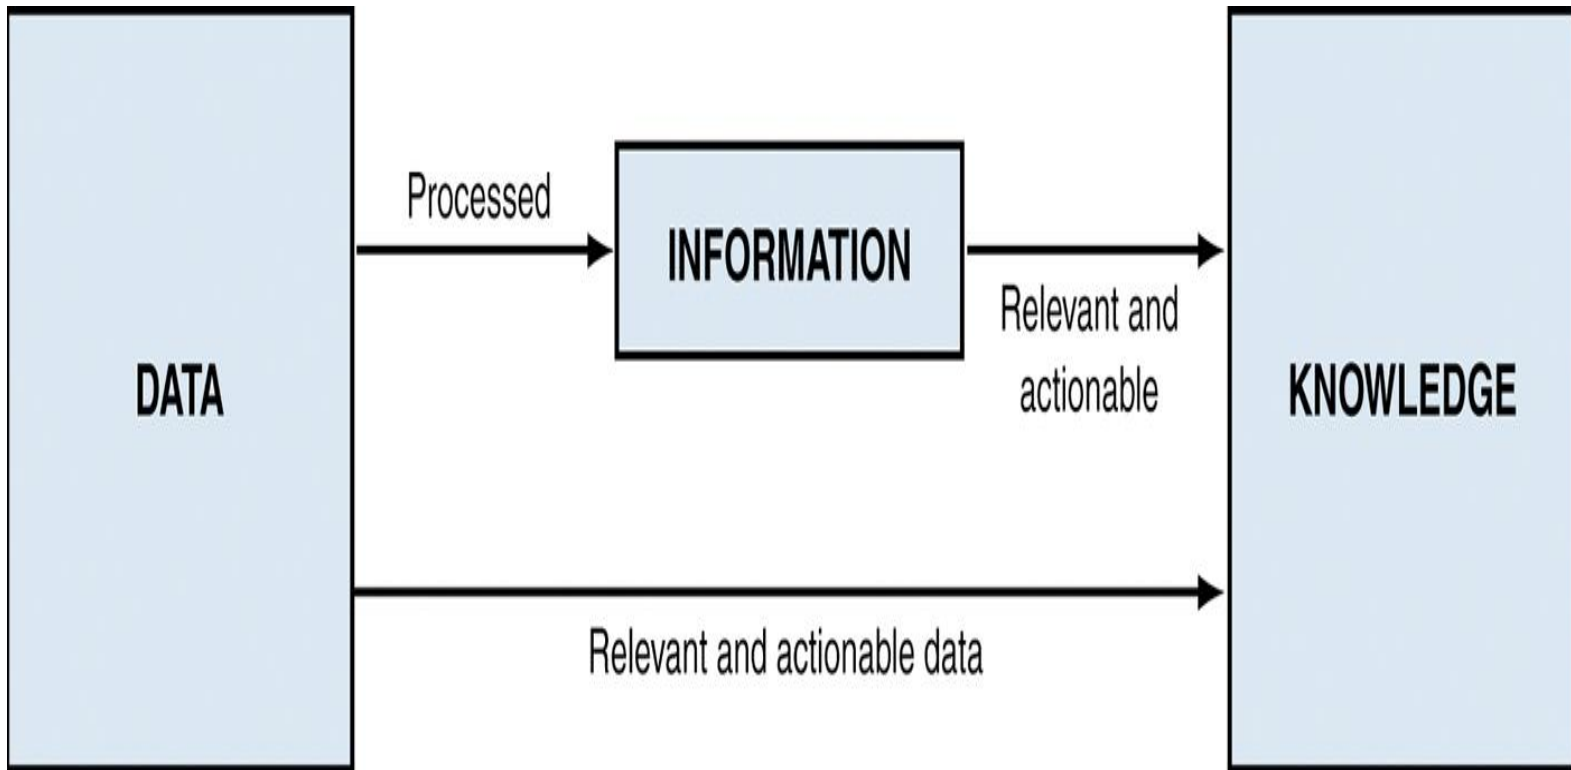 Processed
INFORMATION
Relevant and
actionable
DATA
KNOWLEDGE
Relevant and actionable data